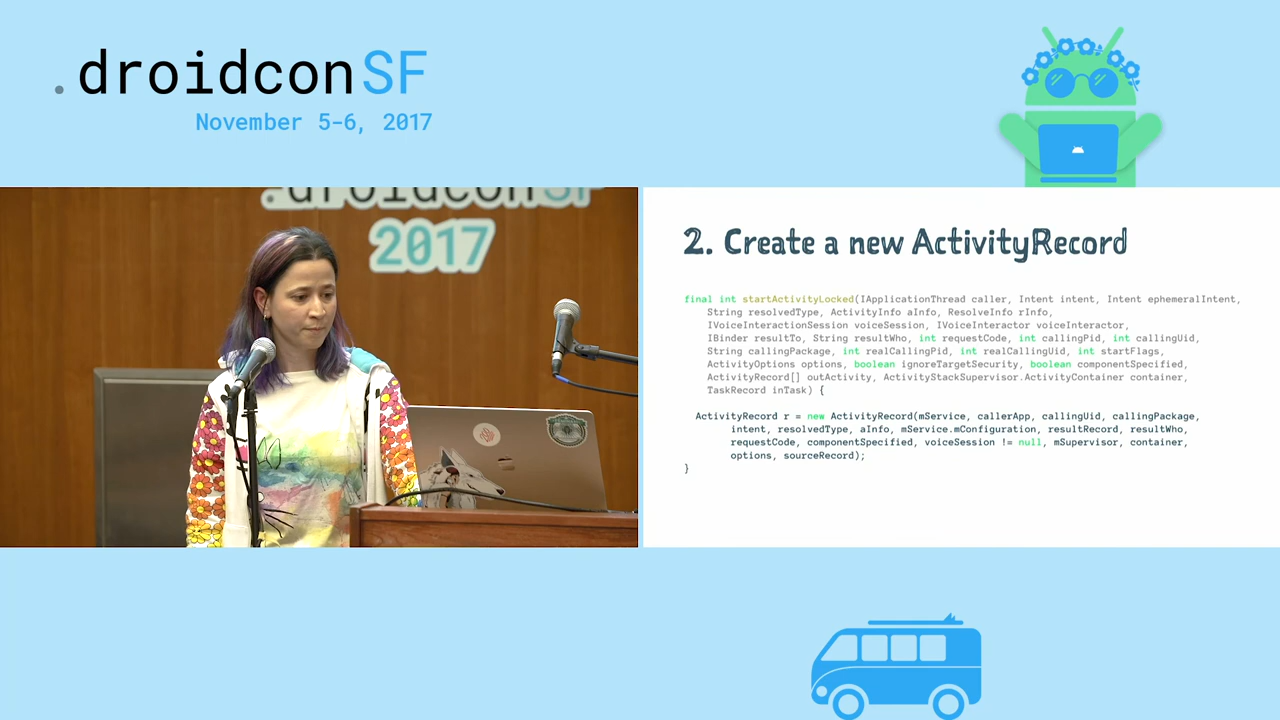 .droidconSF
November 5-6, 2017
.droidconSF
2017
2. Create a new ActivityRecord
final int startActivityLocked(IApplicationThread caller, Intent intent, Intent ephemeralIntent,
String resolvedType, ActivityInfo aInfo, ResolveInfo rInfo,
IVoiceInteractionSession voiceSession, IVoiceInteractor voiceInteractor,
IBinder resultTo, String resultWho, int requestCode, int callingPid, int callingUid,
String callingPackage, int realCallingPid, int realCallingUid, int startFlags,
ActivityOptions options, boolean ignoreTargetSecurity, boolean componentSpecified,
ActivityRecord[] outActivity, ActivityStackSupervisor.ActivityContainer container,
TaskRecord inTask) {
ActivityRecord r = new ActivityRecord(mService, callerApp, callingUid, callingPackage,
intent, resolvedType, aInfo, mService.mConfiguration, resultRecord, resultWho,
requestCode, componentSpecified, voiceSession != null, mSupervisor, container,
options, sourceRecord);
}